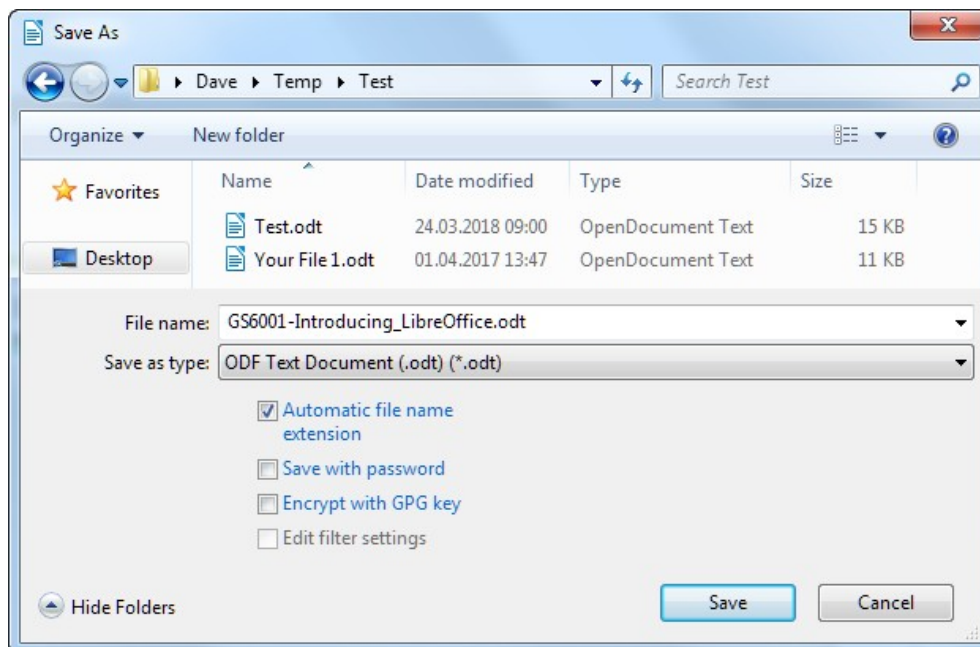 Save As
Dave Temp Test Search Test
Organize New folder
Favorites
Desktop
Name Date modified Type Size
Test.odt 24.03.2018 09:00 OpenDocument Text 15 KB
Your File 1.odt 01.04.2017 13:47 OpenDocument Text 11 KB
File name: GS6001-Introducing_LibreOffice.odt
Save as type: ODF Text Document (.odt) (*.odt)
Automatic file name
extension
Save with password
Encrypt with GPG key
Edit filter settings
Hide Folders Save Cancel